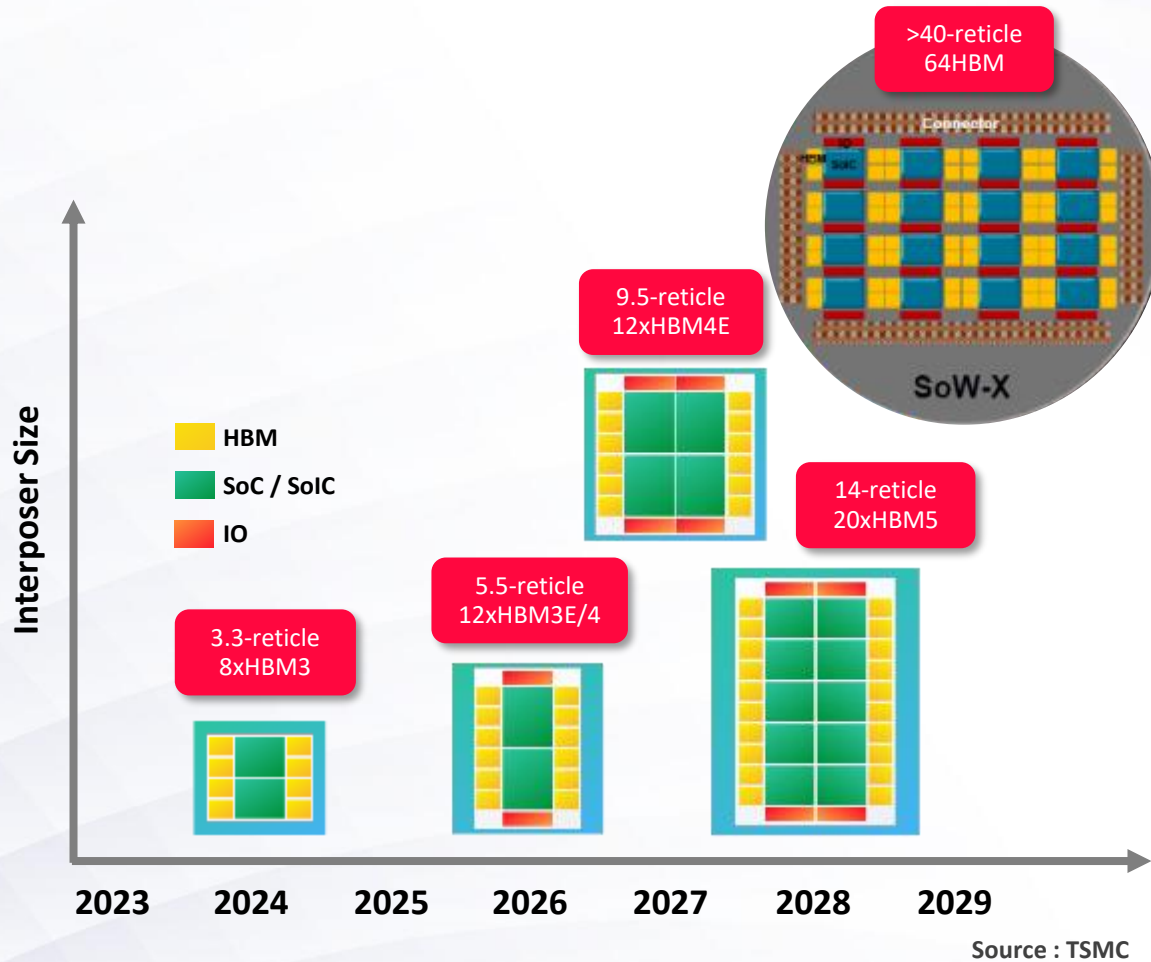 >40-reticle
64HBM
Connector
IO
HBM
SoIC
SoW-X
9.5-reticle
12xHBM4E
14-reticle
20xHBM5
5.5-reticle
12xHBM3E/4
3.3-reticle
8xHBM3
HBM
SoC / SoIC
IO
Interposer Size
2023 2024 2025 2026 2027 2028 2029
Source : TSMC